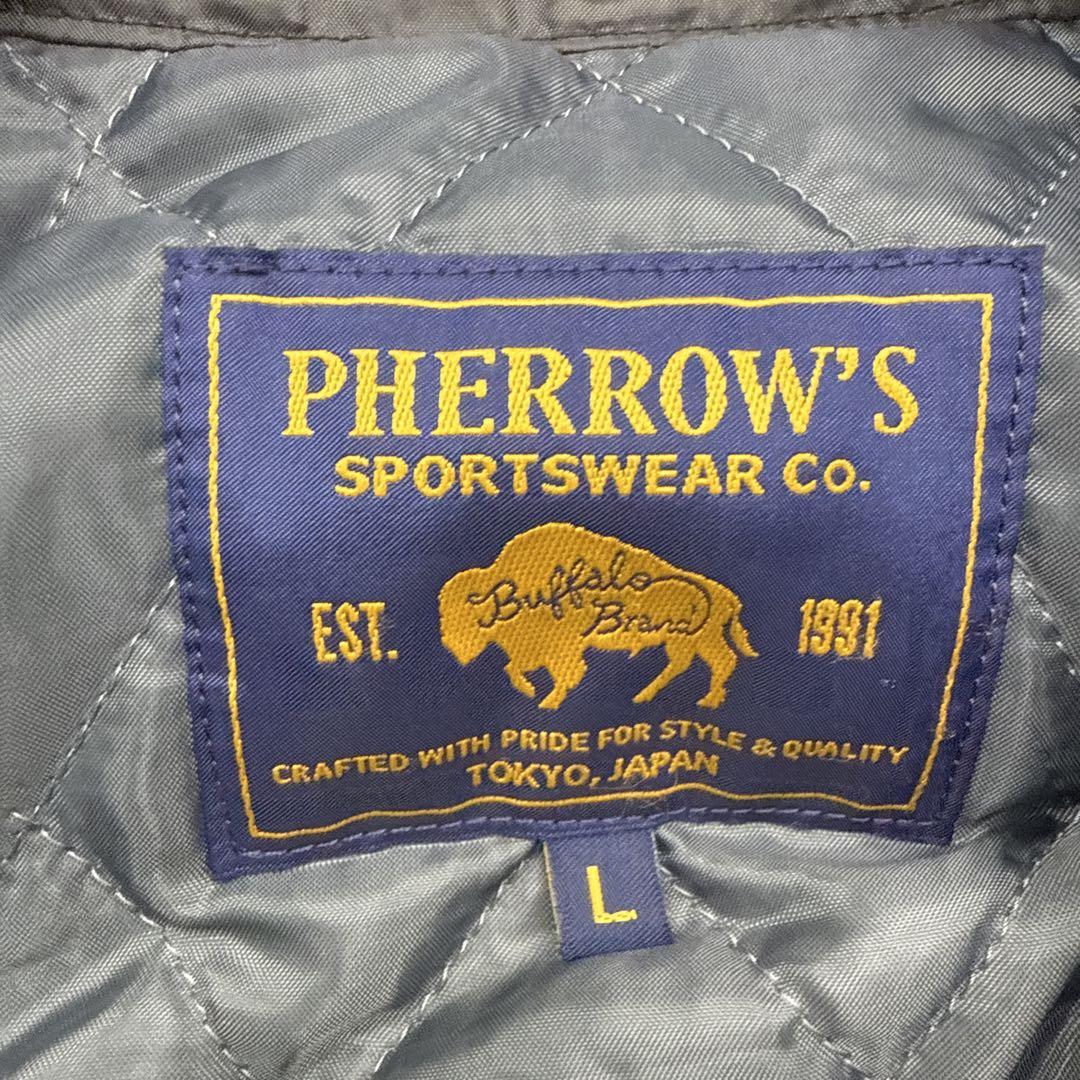 PHERROW'S
SPORTSWEAR Co.
Buffalo
Brand
EST. 1991
CRAFTED WITH PRIDE FOR STYLE & QUALITY
TOKYO, JAPAN
L